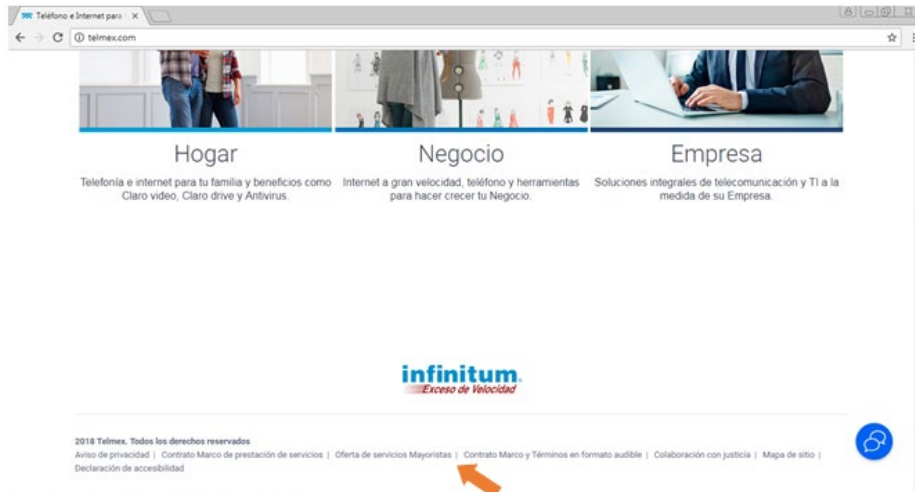 Teléfono e Internet para
telmex.com
Hogar
Telefonía e internet para tu familia y beneficios como
Claro video, Claro drive y Antivirus.
Negocio
Internet a gran velocidad, teléfono y herramientas
para hacer crecer tu Negocio.
Empresa
Soluciones integrales de telecomunicación y TI a la
medida de su Empresa.
infinitum.
Exceso de Velocidad
2018 Telmex. Todos los derechos reservados
Aviso de privacidad | Contrato Marco de prestación de servicios | Oferta de servicios Mayoristas | Contrato Marco y Términos en formato audible | Colaboración con justicia | Mapa de sitio |
Declaración de accesibilidad